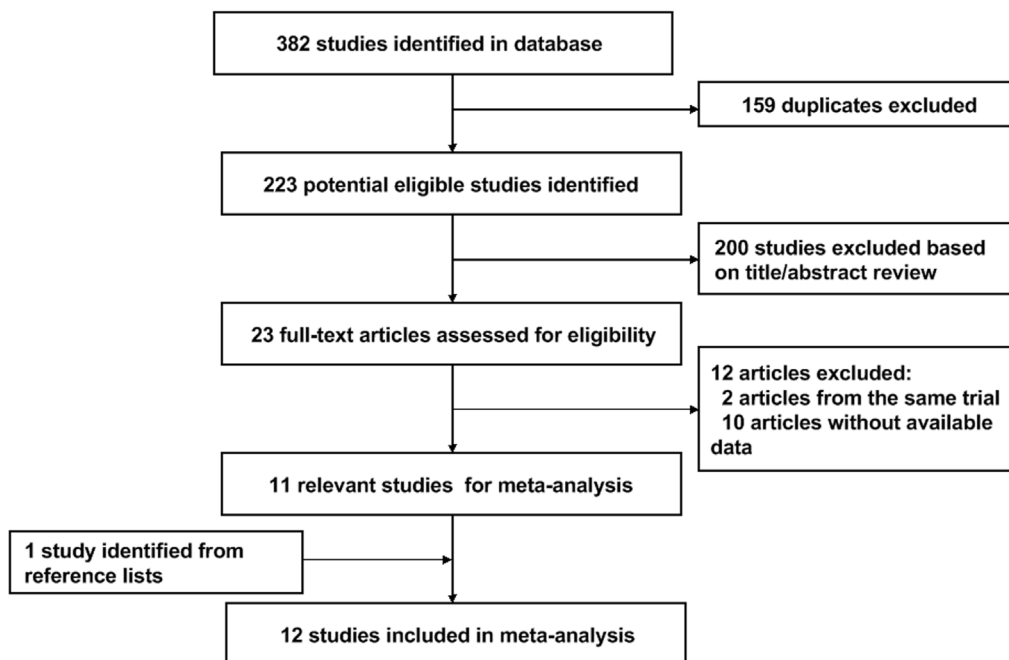 382 studies identified in database
159 duplicates excluded
223 potential eligible studies identified
200 studies excluded based
on title/abstract review
23 full-text articles assessed for eligibility
12 articles excluded:
2 articles from the same trial
10 articles without available
data
11 relevant studies for meta-analysis
1 study identified from
reference lists
12 studies included in meta-analysis